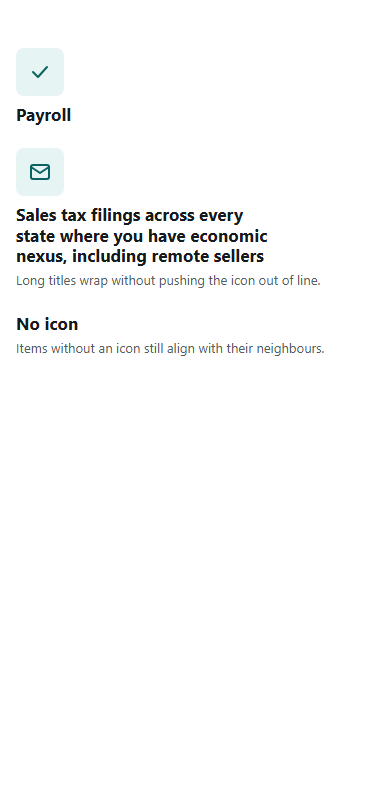 Payroll
Sales tax filings across every
state where you have economic
nexus, including remote sellers
Long titles wrap without pushing the icon out of line.
No icon
Items without an icon still align with their neighbours.